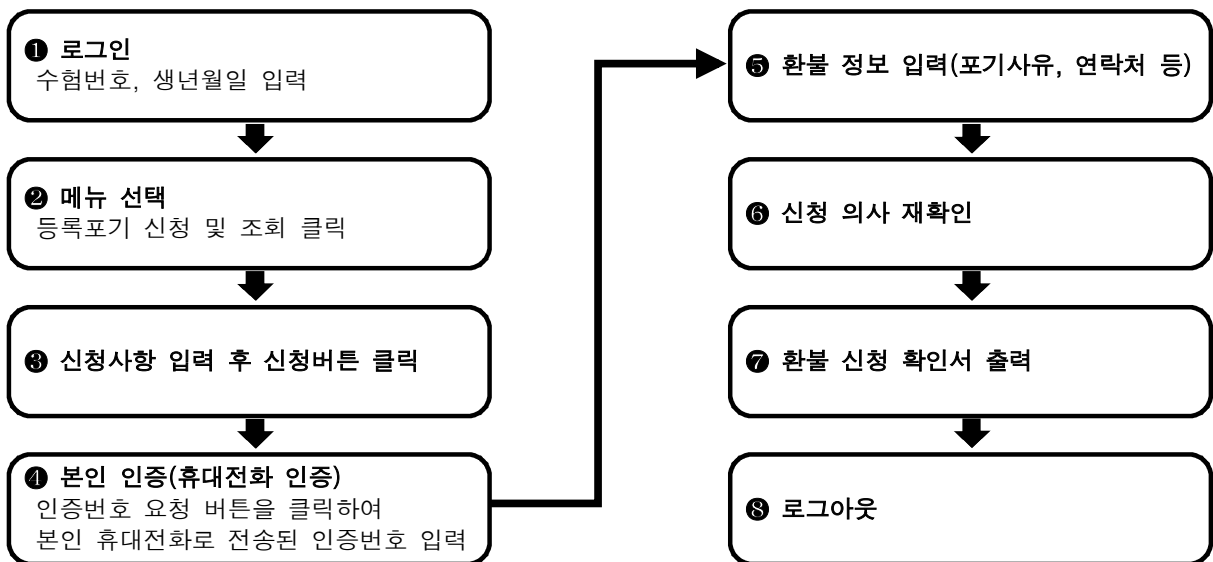 ❶ 로그인
수험번호, 생년월일 입력
❷ 메뉴 선택
등록포기 신청 및 조회 클릭
❸ 신청사항 입력 후 신청버튼 클릭
❹ 본인 인증(휴대전화 인증)
인증번호 요청 버튼을 클릭하여
본인 휴대전화로 전송된 인증번호 입력
❺ 환불 정보 입력(포기사유, 연락처 등)
❻ 신청 의사 재확인
❼ 환불 신청 확인서 출력
❽ 로그아웃